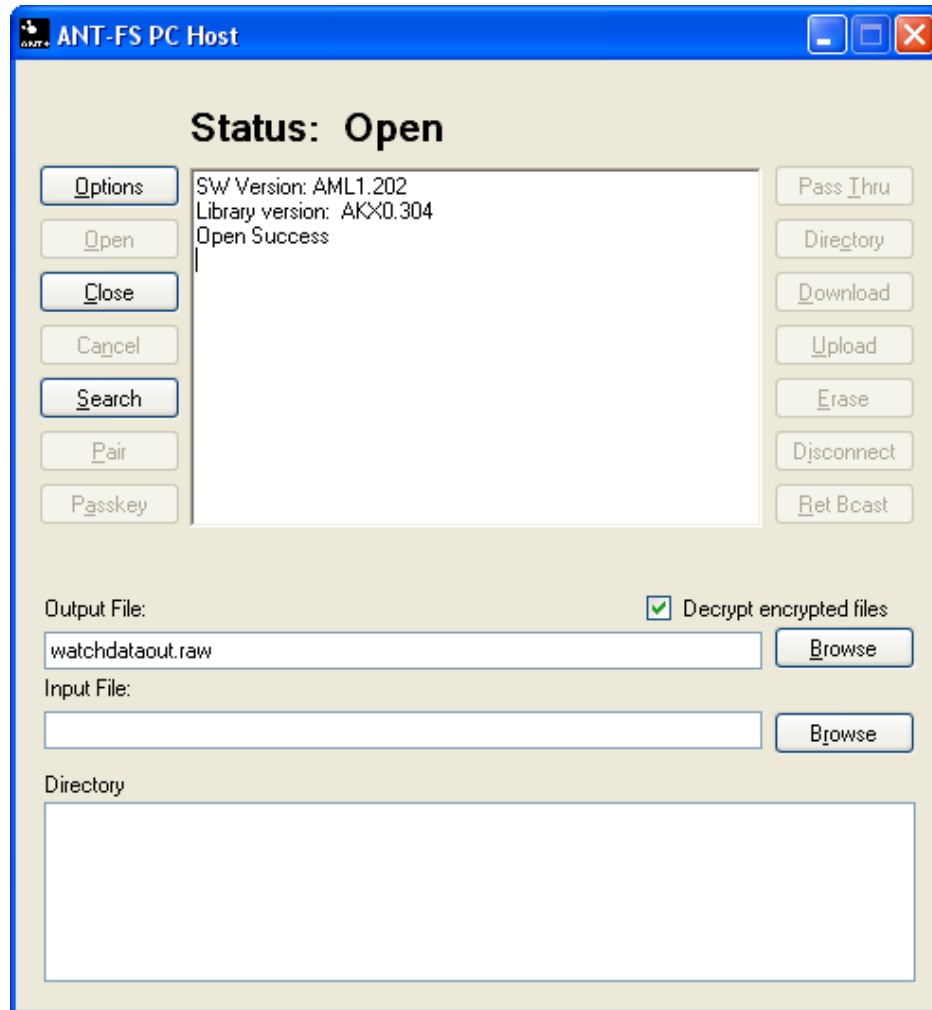 ANT+ ANT-FS PC Host
Status: Open
Options
SW Version: AML1.202
Pass Thru
Library version: AKX0.304
Open
Open Success
Directory
Close
Download
Cancel
Upload
Search
Erase
Pair
Disconnect
Passkey
Ret Bcast
Output File:
Decrypt encrypted files
watchdataout.raw
Browse
Input File:
Browse
Directory